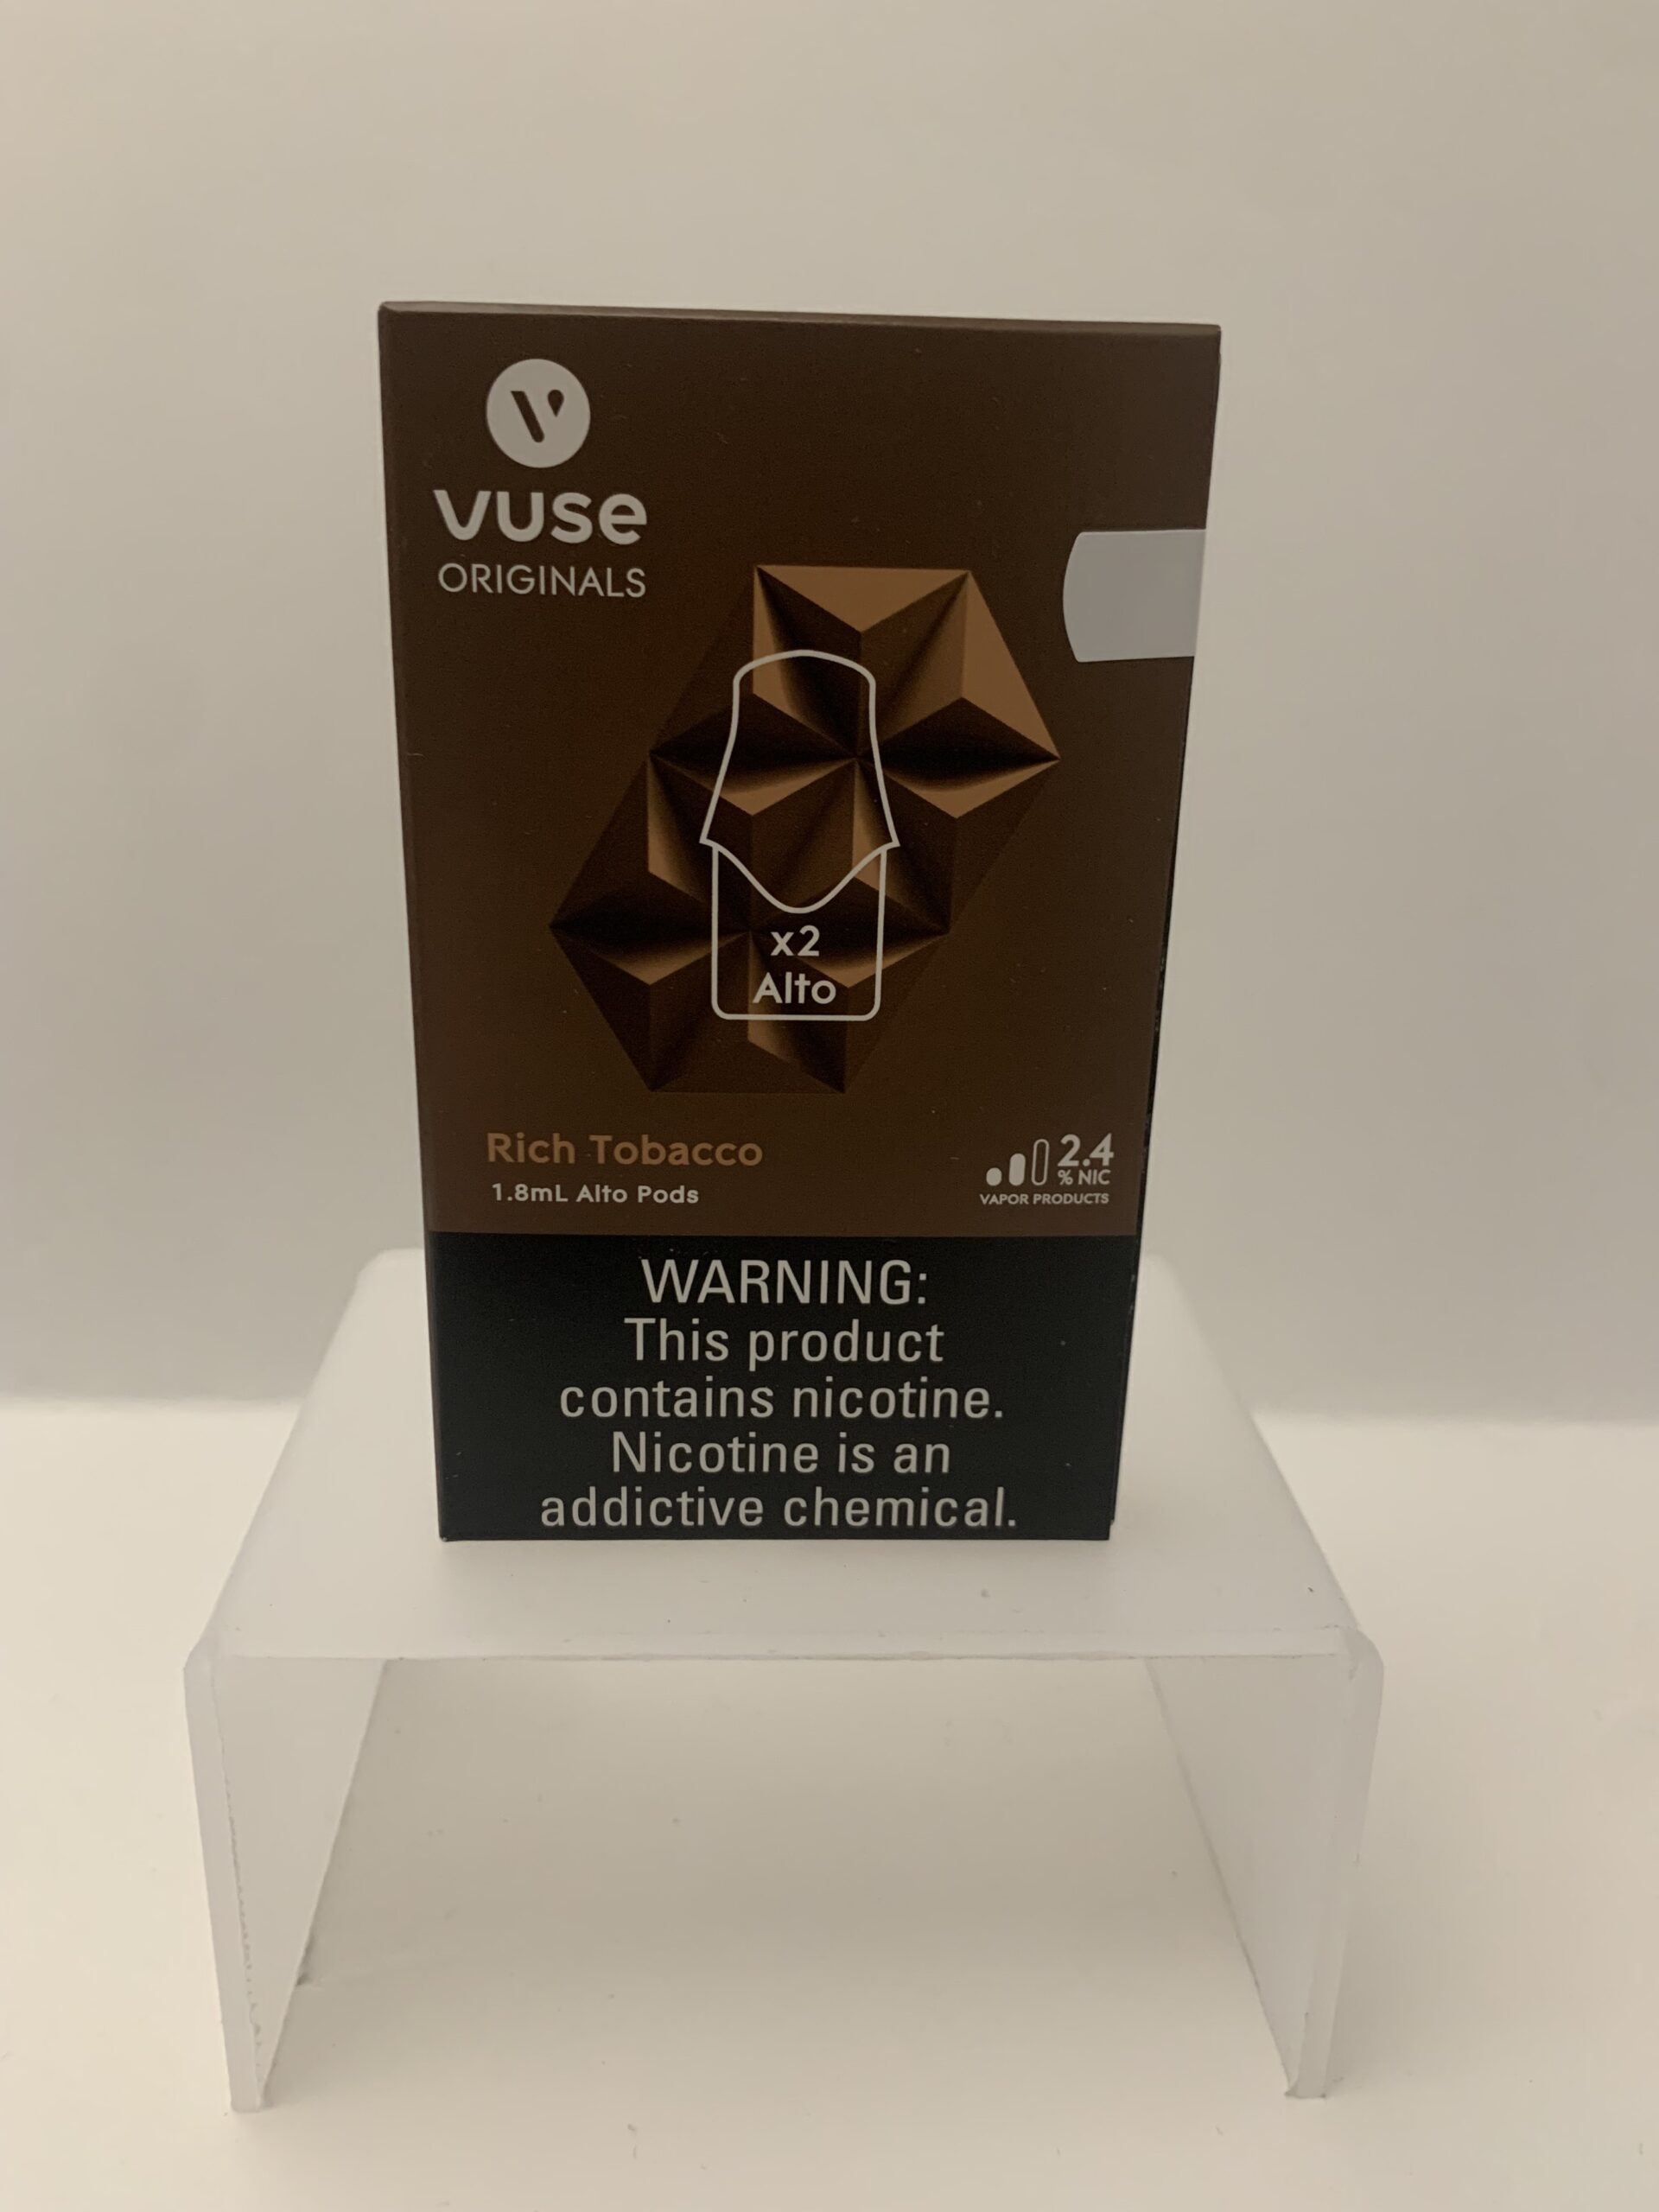 vuse
ORIGINALS
x2
Alto
Rich Tobacco
1.8mL Alto Pods
2.4
% NIC
VAPOR PRODUCTS
WARNING:
This product
contains nicotine.
Nicotine is an
addictive chemical.